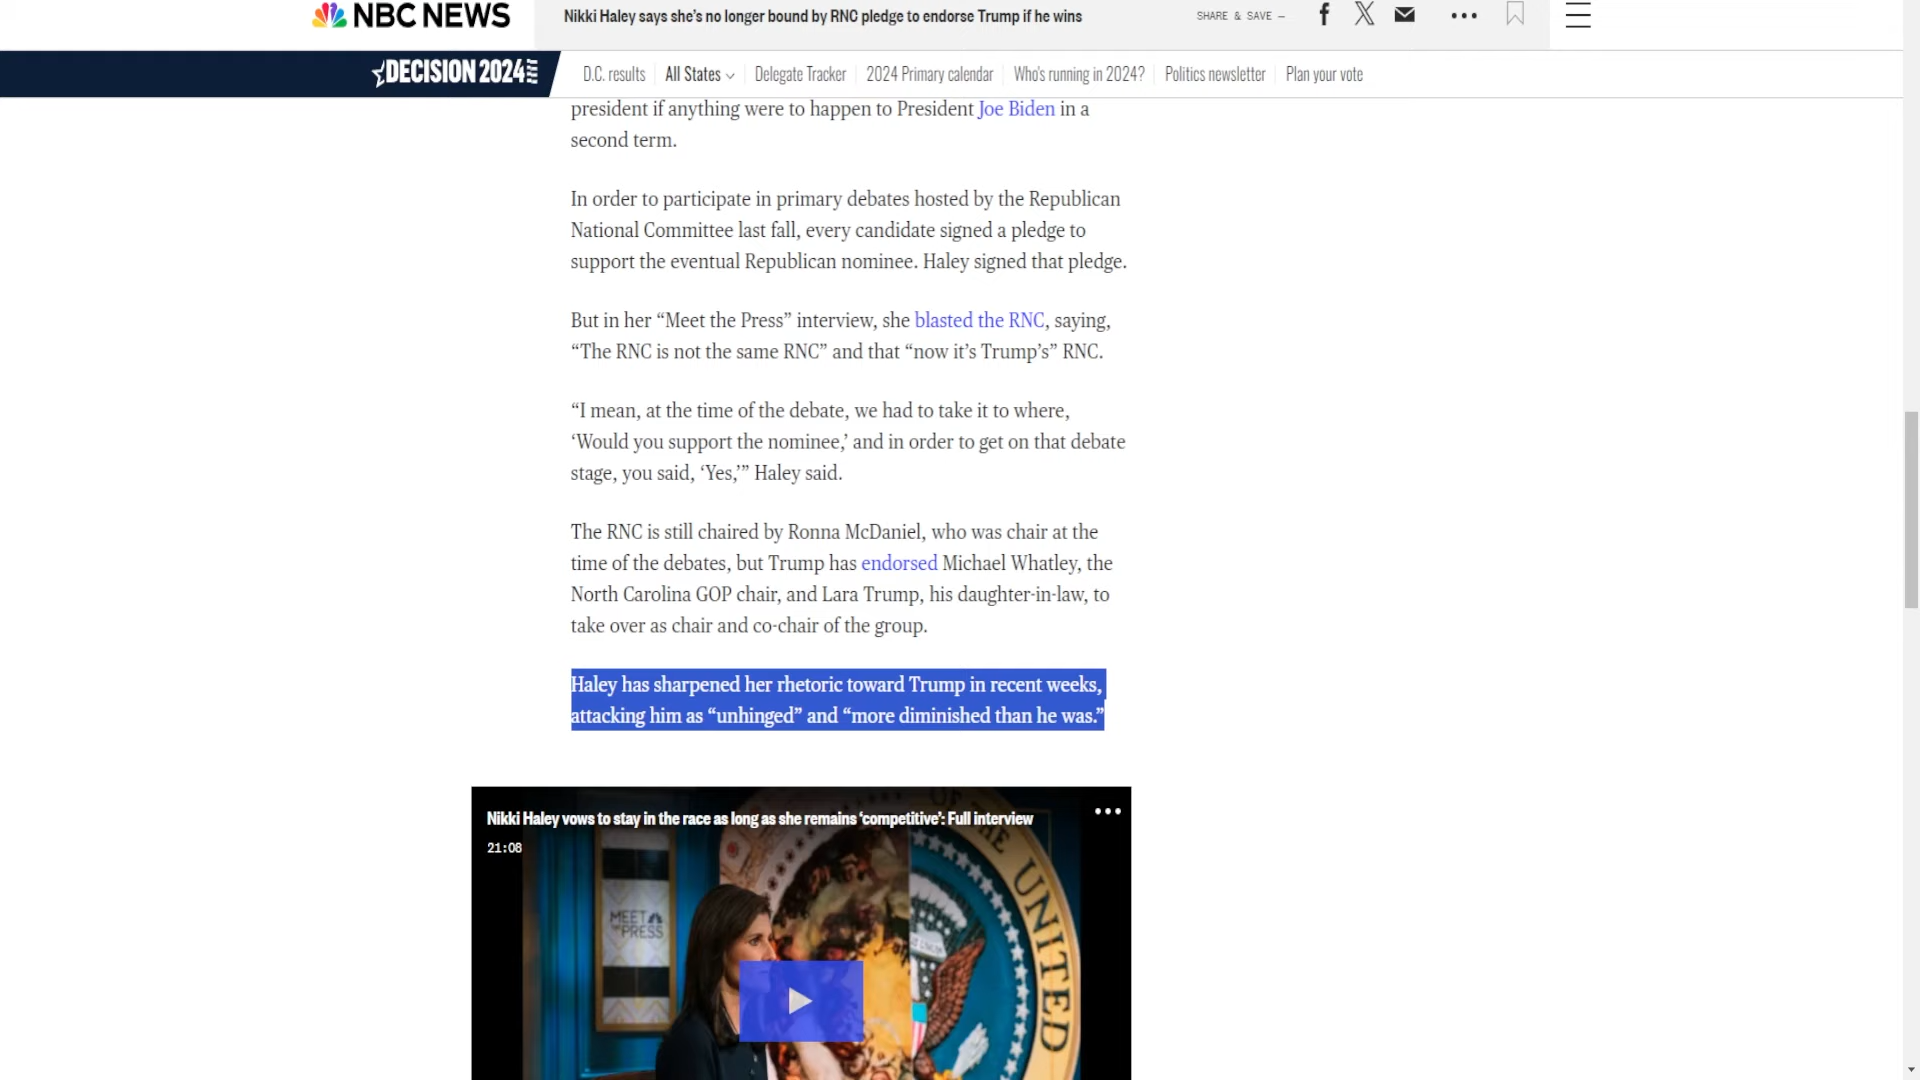 NBC NEWS
Nikki Haley says she's no longer bound by RNC pledge to endorse Trump if he wins
SHARE & SAVE —
DECISION 2024
D.C. results
All States
Delegate Tracker
2024 Primary calendar
Who's running in 2024?
Politics newsletter
Plan your vote
president if anything were to happen to President Joe Biden in a
second term.
In order to participate in primary debates hosted by the Republican
National Committee last fall, every candidate signed a pledge to
support the eventual Republican nominee. Haley signed that pledge.
But in her “Meet the Press” interview, she blasted the RNC, saying,
“The RNC is not the same RNC” and that “now it’s Trump’s” RNC.
“I mean, at the time of the debate, we had to take it to where,
‘Would you support the nominee,’ and in order to get on that debate
stage, you said, ‘Yes,’” Haley said.
The RNC is still chaired by Ronna McDaniel, who was chair at the
time of the debates, but Trump has endorsed Michael Whatley, the
North Carolina GOP chair, and Lara Trump, his daughter-in-law, to
take over as chair and co-chair of the group.
Haley has sharpened her rhetoric toward Trump in recent weeks,
attacking him as “unhinged” and “more diminished than he was.”
Nikki Haley vows to stay in the race as long as she remains ‘competitive’: Full interview
21:08
MEET
THE PRESS
OF THE UNITED